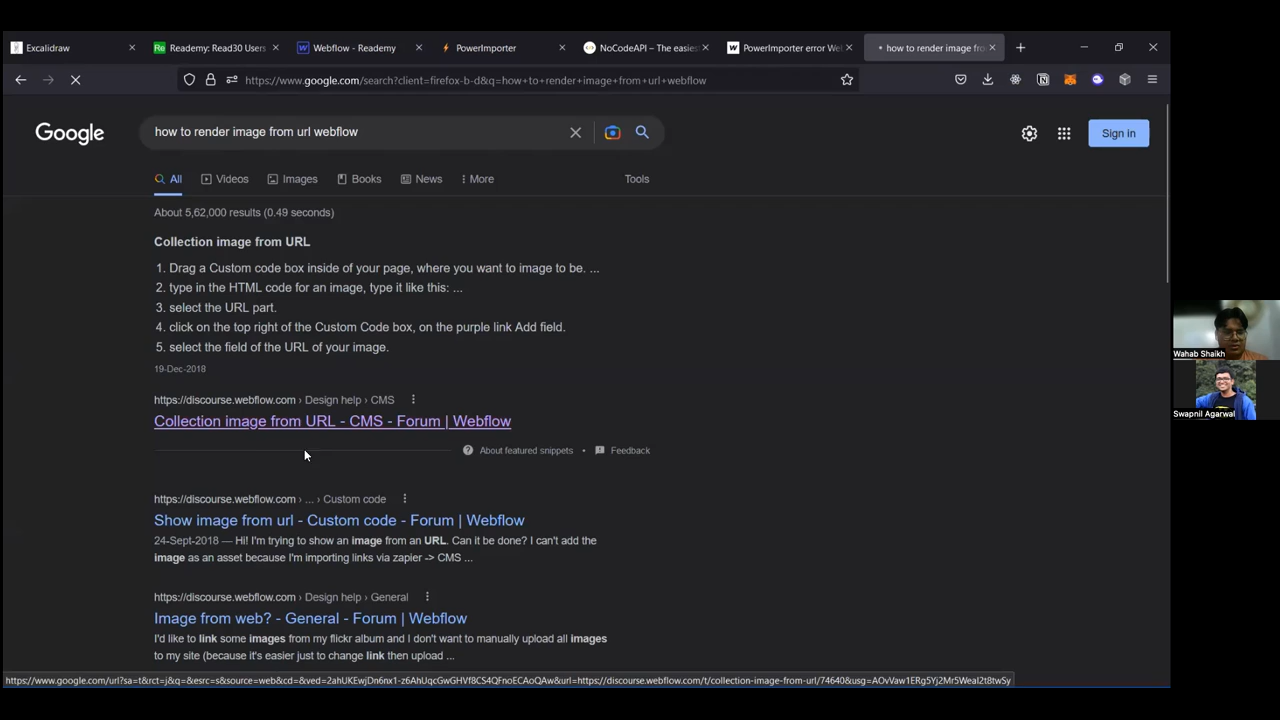 Excalidraw
Reademy: Read30 Users
Webflow - Reademy
PowerImporter
NoCodeAPI – The easies
PowerImporter error We
how to render image fro
https://www.google.com/search?client=firefox-b-d&q=how+to+render+image+from+url+webflow
Google
how to render image from url webflow
Sign in
All
Videos
Images
Books
News
More
Tools
About 5,62,000 results (0.49 seconds)
Collection image from URL
1. Drag a Custom code box inside of your page, where you want to image to be. ...
2. type in the HTML code for an image, type it like this: ...
3. select the URL part.
4. click on the top right of the Custom Code box, on the purple link Add field.
5. select the field of the URL of your image.
19-Dec-2018
https://discourse.webflow.com › Design help › CMS
Collection image from URL - CMS - Forum | Webflow
About featured snippets • Feedback
https://discourse.webflow.com › ... › Custom code
Show image from url - Custom code - Forum | Webflow
24-Sept-2018 — Hi! I'm trying to show an image from an URL. Can it be done? I can't add the
image as an asset because I'm importing links via zapier -> CMS ...
https://discourse.webflow.com › Design help › General
Image from web? - General - Forum | Webflow
I'd like to link some images from my flickr album and I don't want to manually upload all images
to my site (because it's easier just to change link then upload ...
Wahab Shaikh
Swapnil Agarwal